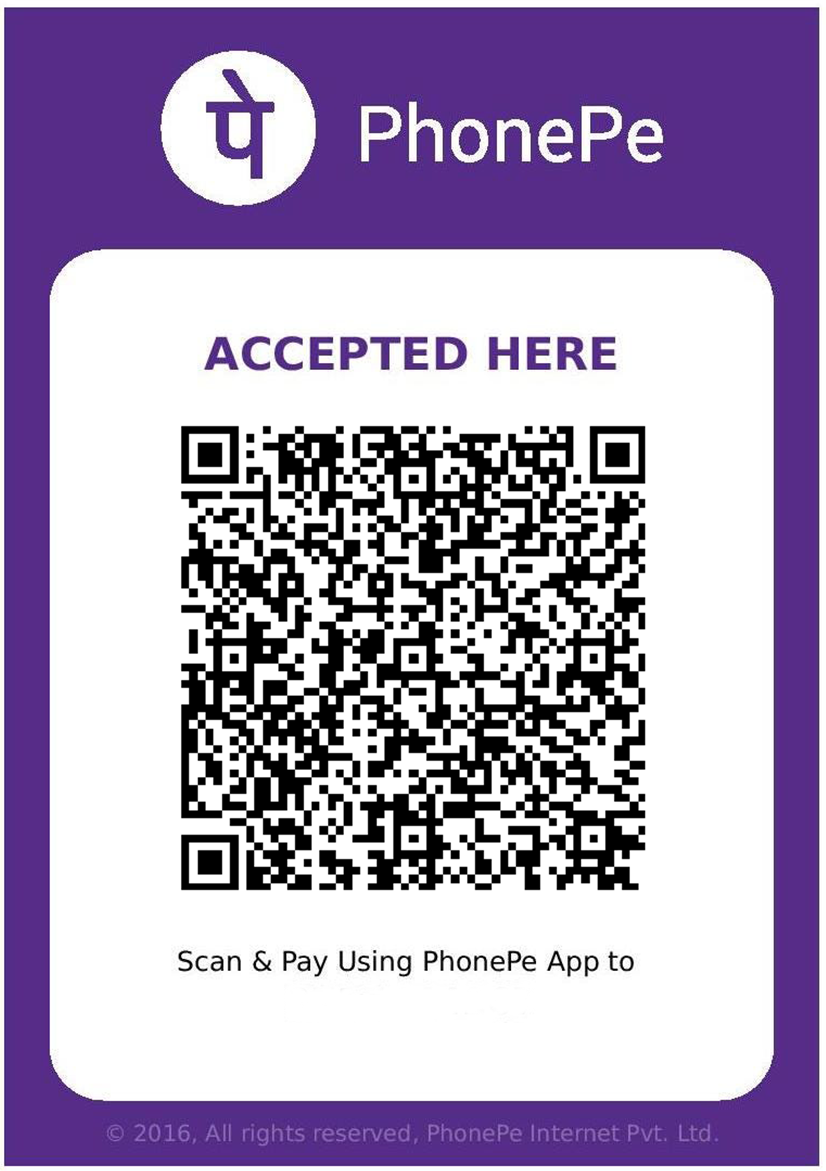 पे PhonePe
ACCEPTED HERE
Scan & Pay Using PhonePe App to
© 2016, All rights reserved, PhonePe Internet Pvt. Ltd.